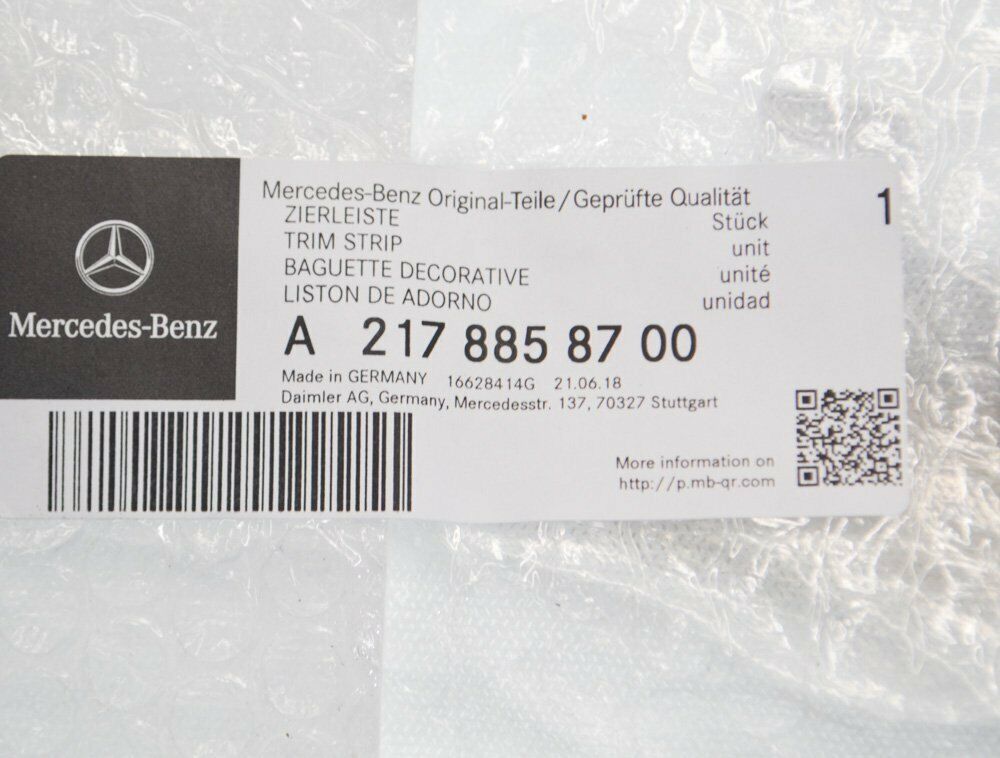 Mercedes-Benz
Mercedes-Benz Original-Teile/Geprüfte Qualität
1
ZIERLEISTE Stück
TRIM STRIP unit
BAGUETTE DECORATIVE unité
LISTON DE ADORNO unidad
A 217 885 87 00
Made in GERMANY 16628414G 21.06.18
Daimler AG, Germany, Mercedesstr. 137, 70327 Stuttgart
More information on
http://p.mb-qr.com